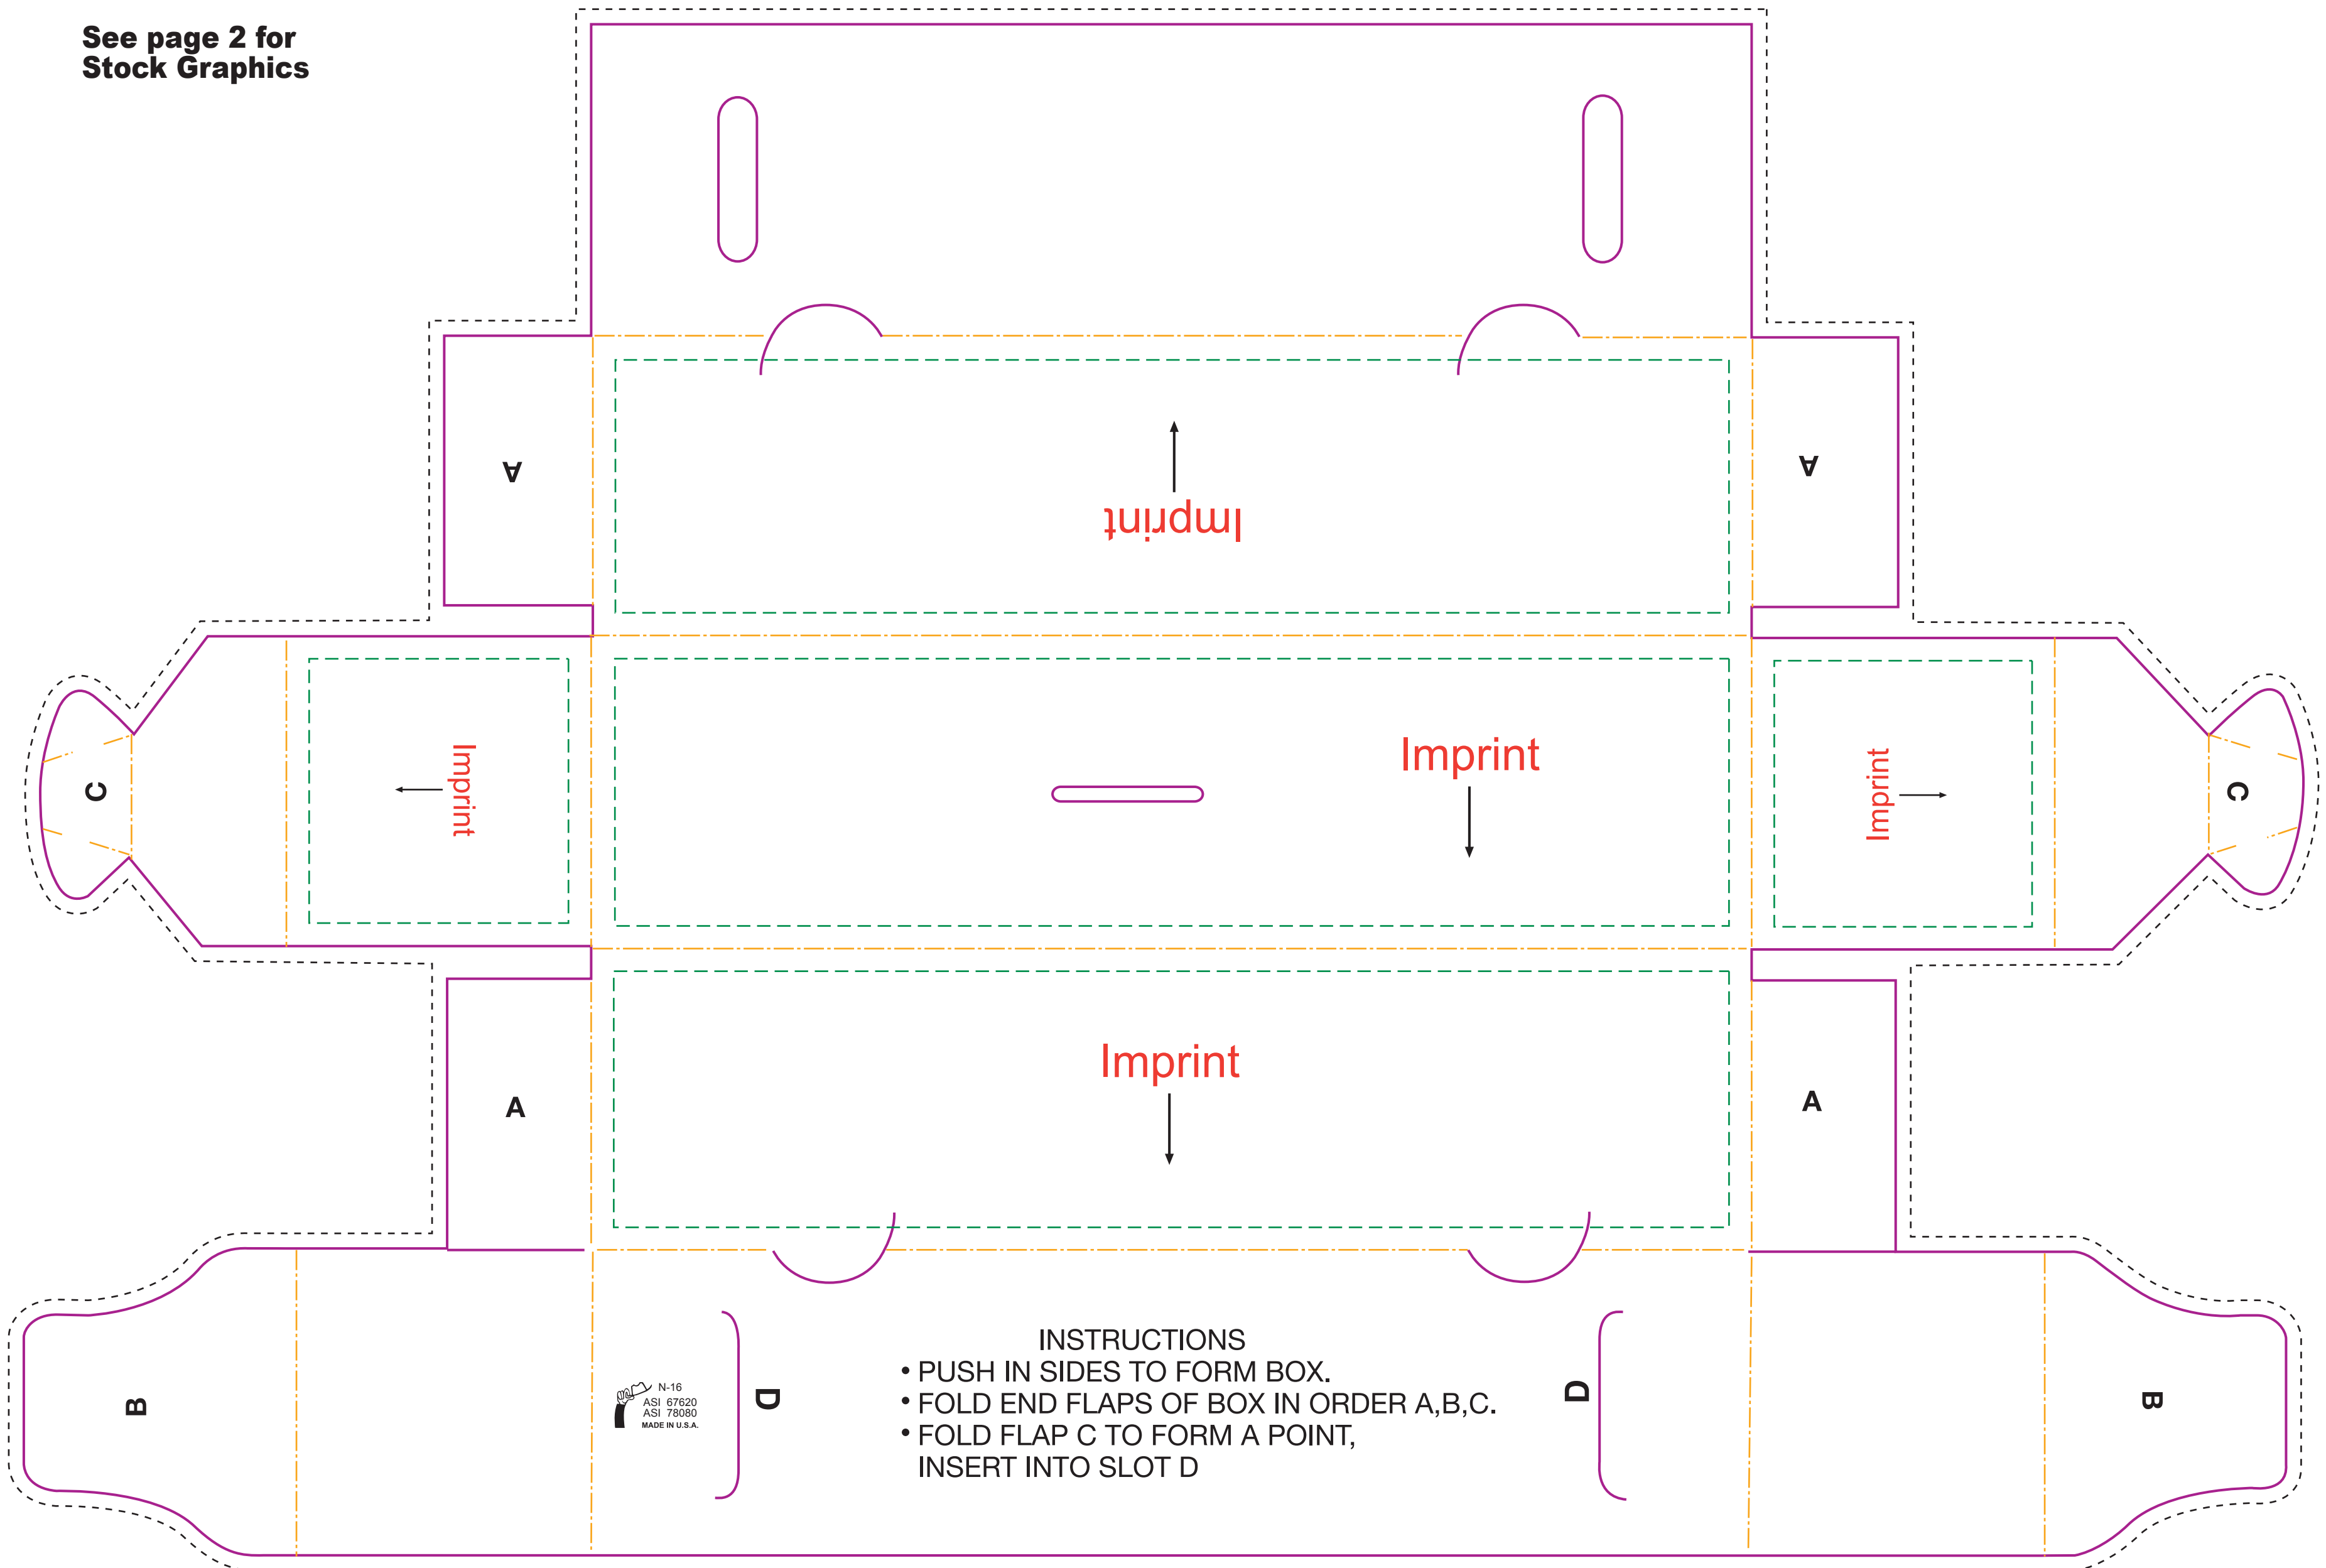 See page 2 for
Stock Graphics
A
A
Imprint
C
Imprint
Imprint
Imprint
C
Imprint
A
A
B
N-16
ASI 67620
ASI 78080
MADE IN U.S.A.
D
INSTRUCTIONS
• PUSH IN SIDES TO FORM BOX.
• FOLD END FLAPS OF BOX IN ORDER A,B,C.
• FOLD FLAP C TO FORM A POINT,
INSERT INTO SLOT D
D
B